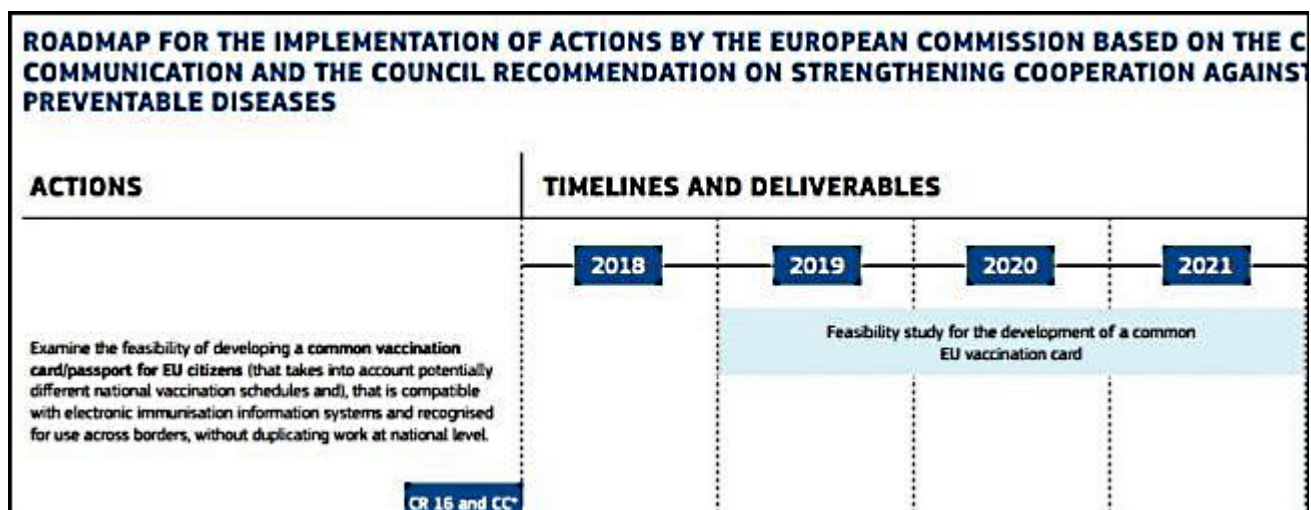 ROADMAP FOR THE IMPLEMENTATION OF ACTIONS BY THE EUROPEAN COMMISSION BASED ON THE C
COMMUNICATION AND THE COUNCIL RECOMMENDATION ON STRENGTHENING COOPERATION AGAINST
PREVENTABLE DISEASES
ACTIONS
TIMELINES AND DELIVERABLES
2018 2019 2020 2021
Feasibility study for the development of a common
EU vaccination card
Examine the feasibility of developing a common vaccination
card/passport for EU citizens (that takes into account potentially
different national vaccination schedules and), that is compatible
with electronic immunisation information systems and recognised
for use across borders, without duplicating work at national level.
CR 16 and CC*